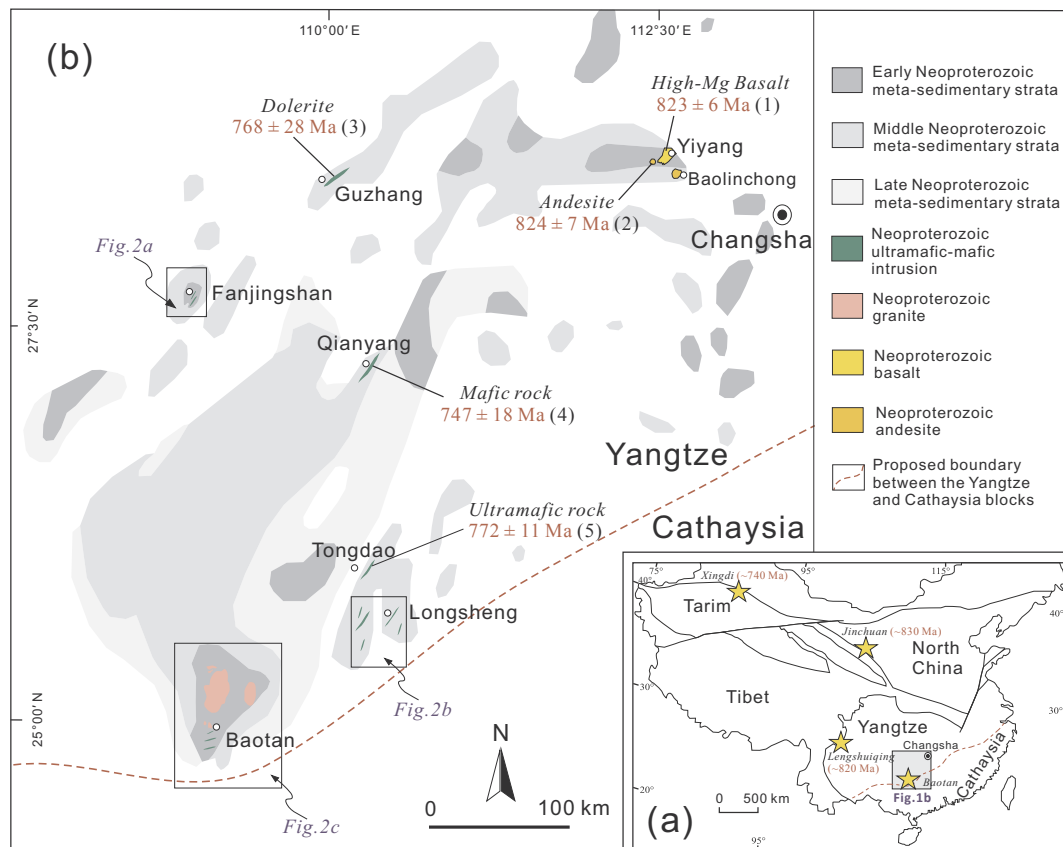 110°00′ E
112°30′ E
(b)
27°30′ N
25°00′ N
Dolerite
768 ± 28 Ma (3)
Guzhang
High-Mg Basalt
823 ± 6 Ma (1)
Yiyang
Baolinchong
Andesite
824 ± 7 Ma (2)
Changsha
Fig.2a
Fanjingshan
Qianyang
Mafic rock
747 ± 18 Ma (4)
Yangtze
Cathaysia
Ultramafic rock
772 ± 11 Ma (5)
Tongdao
Longsheng
Fig.2b
Baotan
Fig.2c
N
0 100 km
Early Neoproterozoic
meta-sedimentary strata
Middle Neoproterozoic
meta-sedimentary strata
Late Neoproterozoic
meta-sedimentary strata
Neoproterozoic
ultramafic-mafic
intrusion
Neoproterozoic
granite
Neoproterozoic
basalt
Neoproterozoic
andesite
Proposed boundary
between the Yangtze
and Cathaysia blocks
75°
95°
115°
40°
40°
30°
30°
20°
20°
95°
Xingdi (~740 Ma)
Tarim
Jinchuan (~830 Ma)
North
China
Tibet
Yangtze
Changsha
Lengshuiqing
(~820 Ma)
Baotan
Cathaysia
Fig.1b
0 500 km
(a)